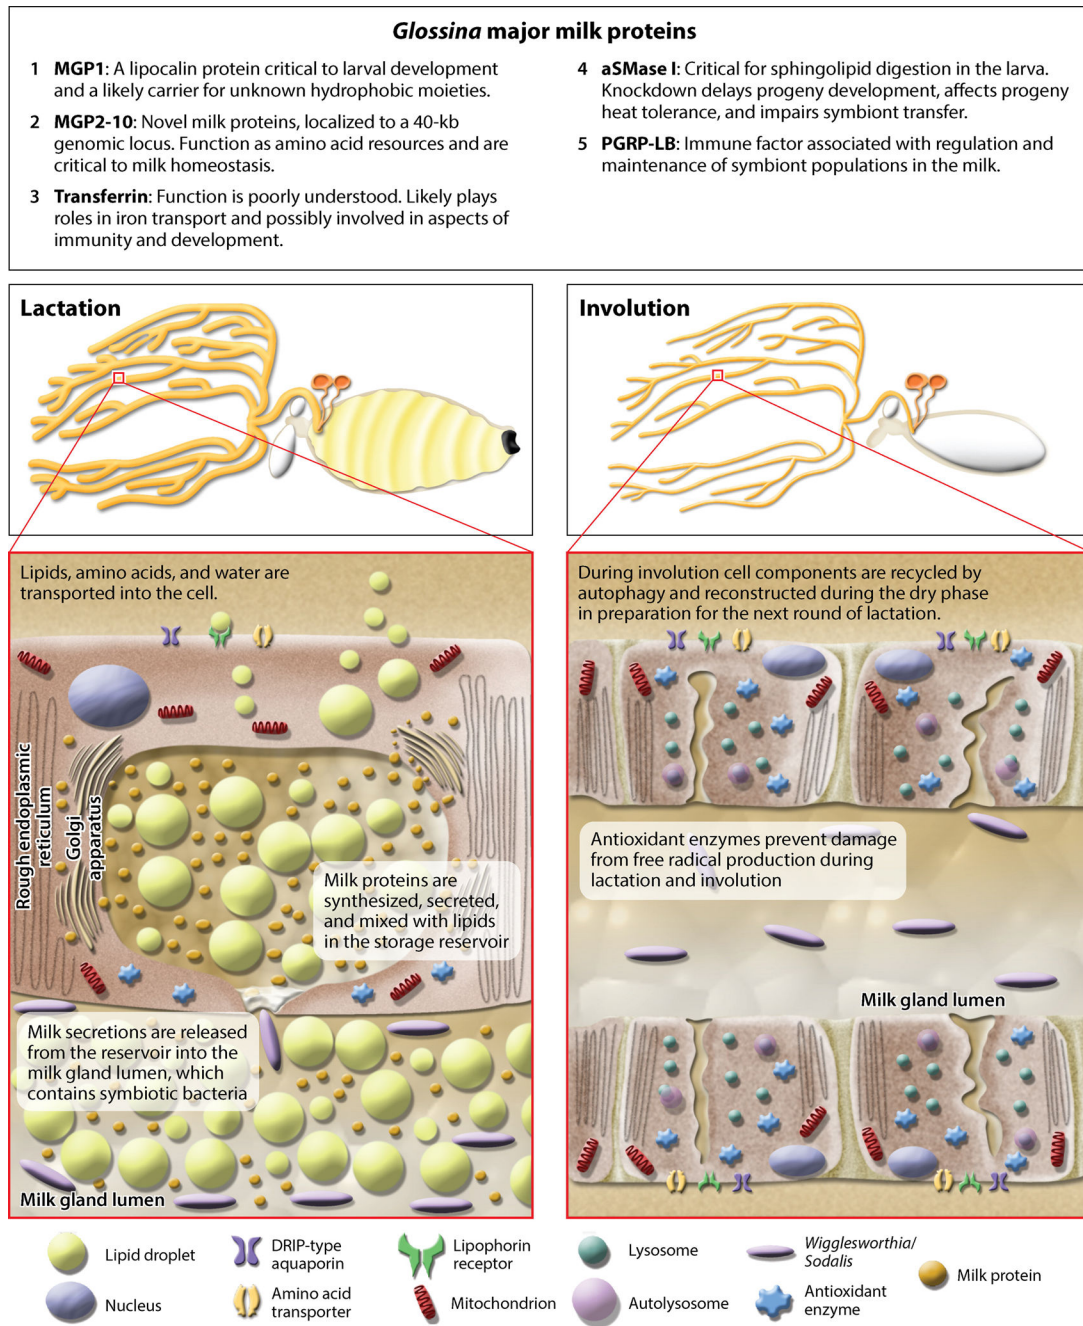 Glossina major milk proteins
1 MGP1: A lipocalin protein critical to larval development
and a likely carrier for unknown hydrophobic moieties.
2 MGP2-10: Novel milk proteins, localized to a 40-kb
genomic locus. Function as amino acid resources and are
critical to milk homeostasis.
3 Transferrin: Function is poorly understood. Likely plays
roles in iron transport and possibly involved in aspects of
immunity and development.
4 aSMase I: Critical for sphingolipid digestion in the larva.
Knockdown delays progeny development, affects progeny
heat tolerance, and impairs symbiont transfer.
5 PGRP-LB: Immune factor associated with regulation and
maintenance of symbiont populations in the milk.
Lactation
Involution
Lipids, amino acids, and water are
transported into the cell.
Rough endoplasmic
reticulum
Golgi
apparatus
Milk proteins are
synthesized, secreted,
and mixed with lipids
in the storage reservoir
Milk secretions are released
from the reservoir into the
milk gland lumen, which
contains symbiotic bacteria
Milk gland lumen
During involution cell components are recycled by
autophagy and reconstructed during the dry phase
in preparation for the next round of lactation.
Antioxidant enzymes prevent damage
from free radical production during
lactation and involution
Milk gland lumen
Lipid droplet
Nucleus
DRIP-type
aquaporin
Amino acid
transporter
Lipophorin
receptor
Mitochondrion
Lysosome
Autolysosome
Wigglesworthia/
Sodalis
Antioxidant
enzyme
Milk protein